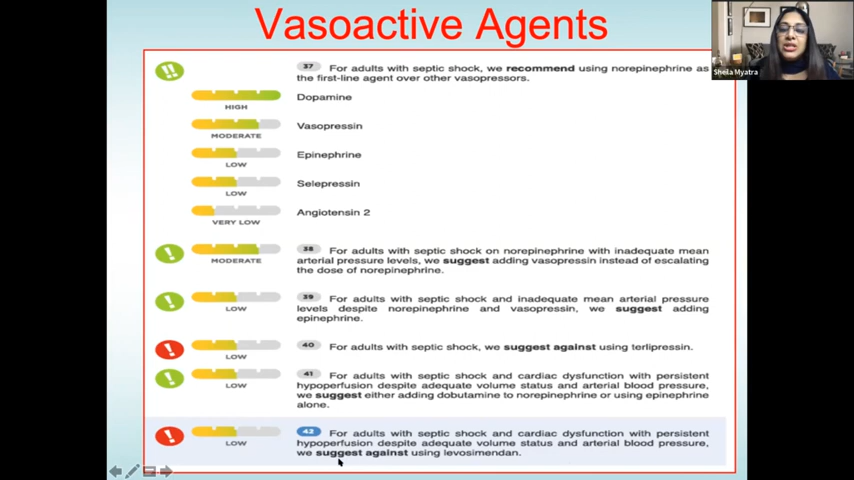 Vasoactive Agents
Sheila Myatra
37 For adults with septic shock, we recommend using norepinephrine as
the first-line agent over other vasopressors.
HIGH Dopamine
MODERATE Vasopressin
LOW Epinephrine
LOW Selepressin
VERY LOW Angiotensin 2
38 For adults with septic shock on norepinephrine with inadequate mean
arterial pressure levels, we suggest adding vasopressin instead of escalating
the dose of norepinephrine.
MODERATE
39 For adults with septic shock and inadequate mean arterial pressure
levels despite norepinephrine and vasopressin, we suggest adding
epinephrine.
LOW
40 For adults with septic shock, we suggest against using terlipressin.
LOW
41 For adults with septic shock and cardiac dysfunction with persistent
hypoperfusion despite adequate volume status and arterial blood pressure,
we suggest either adding dobutamine to norepinephrine or using epinephrine
alone.
LOW
42 For adults with septic shock and cardiac dysfunction with persistent
hypoperfusion despite adequate volume status and arterial blood pressure,
we suggest against using levosimendan.
LOW